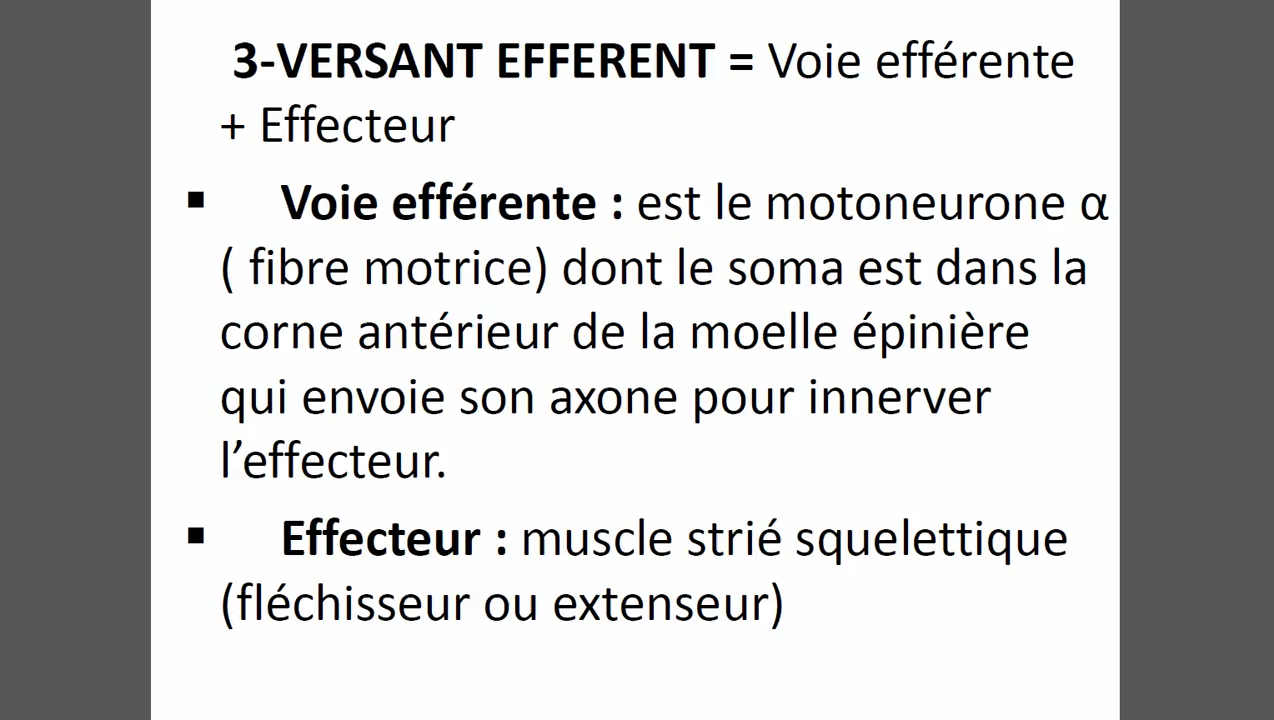 3-VERSANT EFFERENT = Voie efférente
+ Effecteur
▪ Voie efférente : est le motoneurone α
( fibre motrice) dont le soma est dans la
corne antérieur de la moelle épinière
qui envoie son axone pour innerver
l’effecteur.
▪ Effecteur : muscle strié squelettique
(fléchisseur ou extenseur)